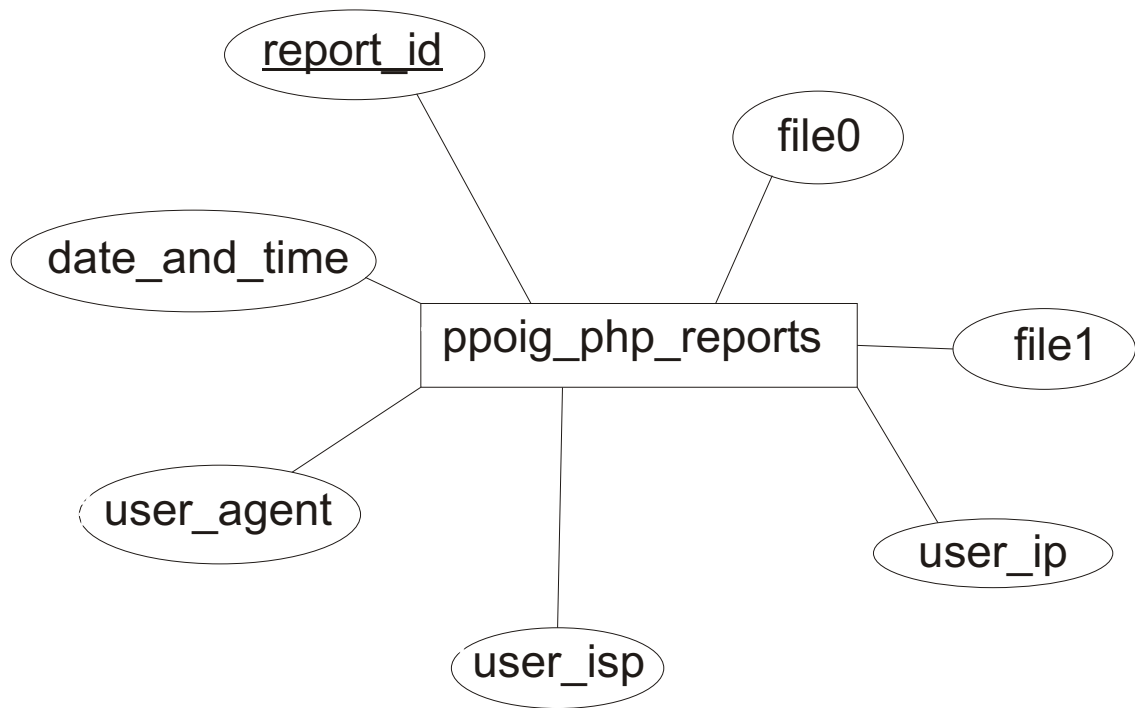 report_id
file0
date_and_time
ppoig_php_reports
file1
user_agent
user_ip
user_isp